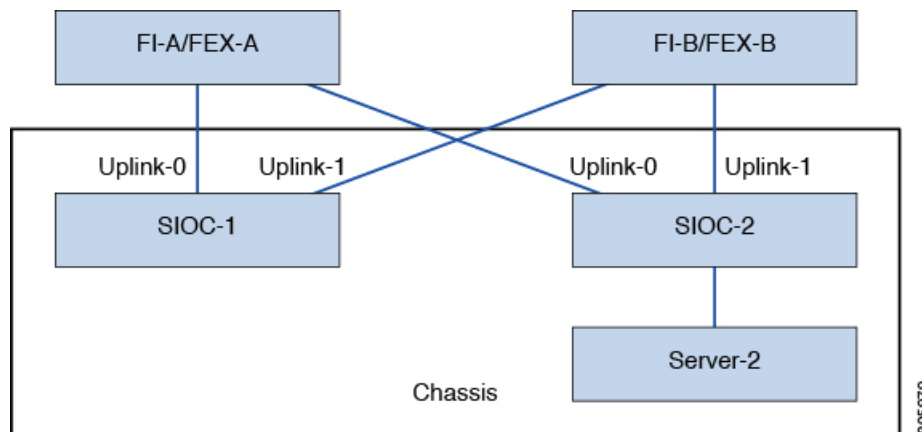 FI-A/FEX-A
FI-B/FEX-B
Uplink-0
Uplink-1
Uplink-0
Uplink-1
SIOC-1
SIOC-2
Server-2
Chassis